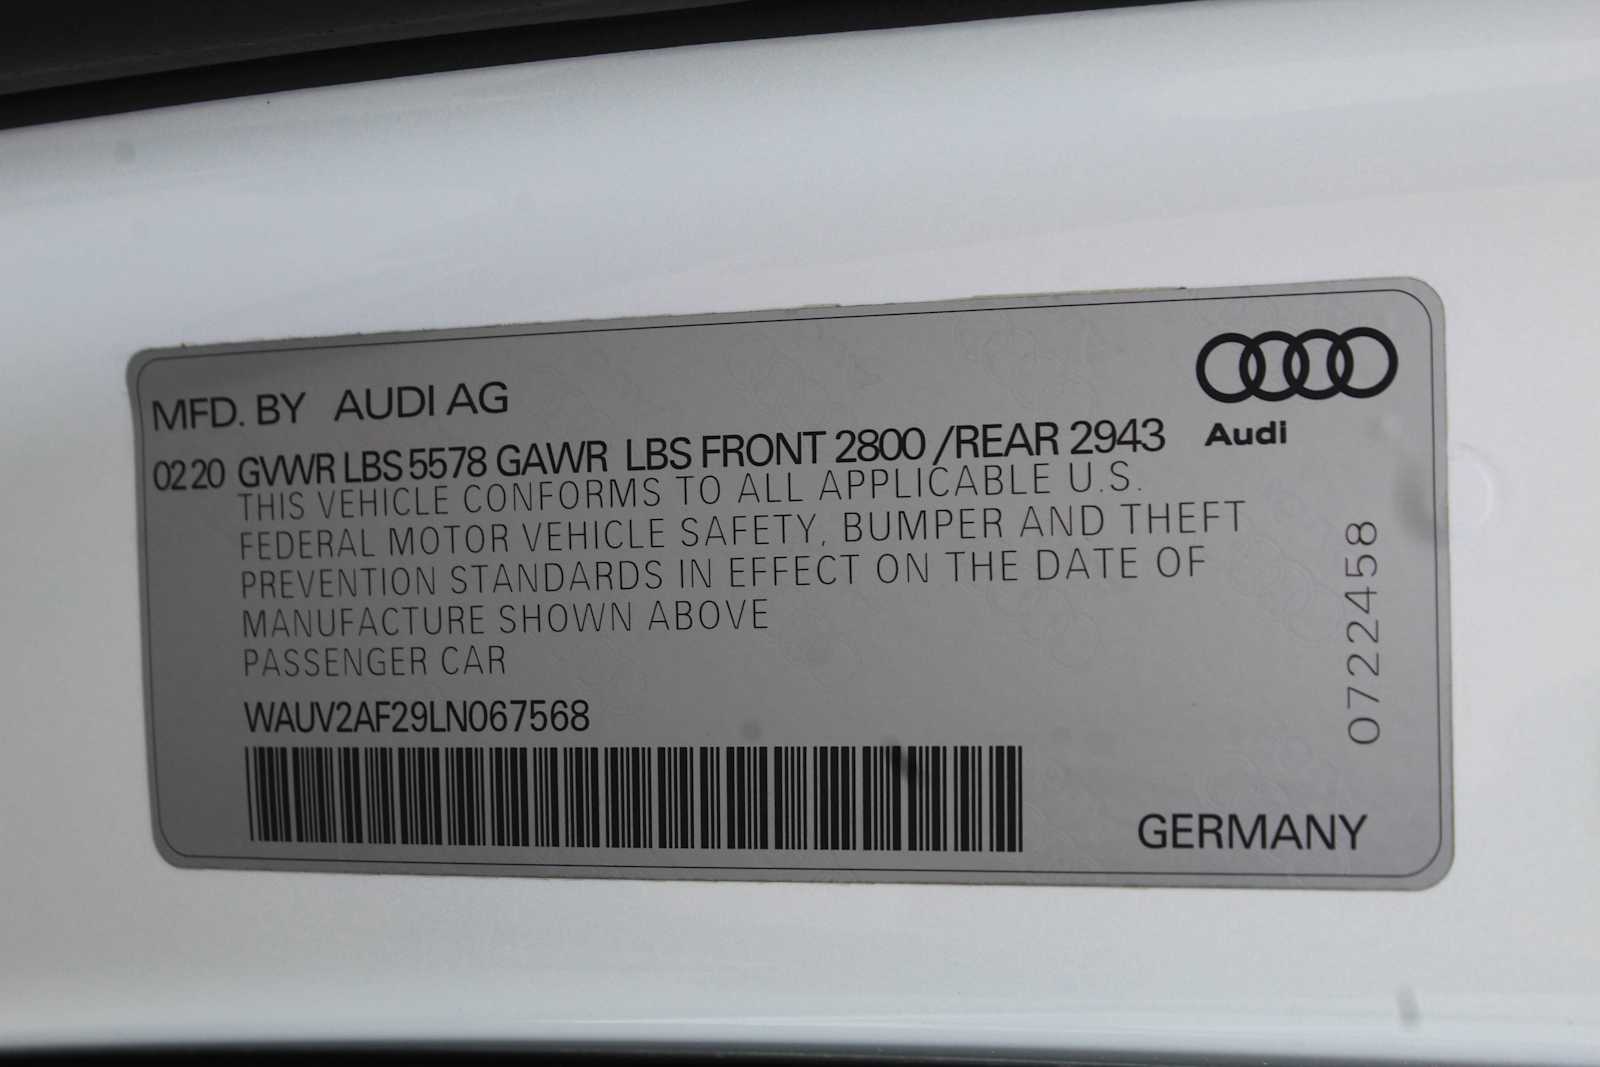 MFD. BY AUDI AG
Audi
02 20 GVWR LBS 5578 GAWR LBS FRONT 2800 /REAR 2943
THIS VEHICLE CONFORMS TO ALL APPLICABLE U.S.
FEDERAL MOTOR VEHICLE SAFETY, BUMPER AND THEFT
PREVENTION STANDARDS IN EFFECT ON THE DATE OF
MANUFACTURE SHOWN ABOVE
PASSENGER CAR
WAUV2AF29LN067568
GERMANY
0722458